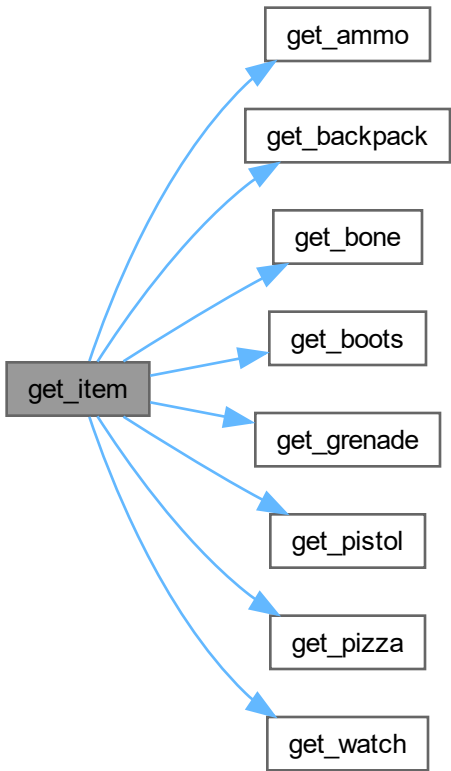 get_ammo
get_backpack
get_bone
get_boots
get_item
get_grenade
get_pistol
get_pizza
get_watch